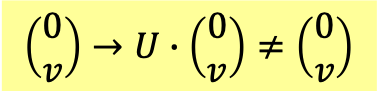 (0 v) → U · (0 v) ≠ (0 v)